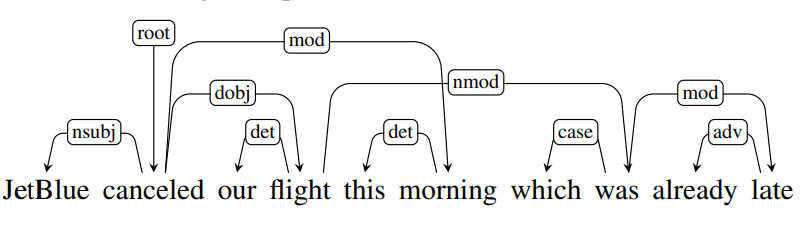 root
mod
nmod
dobj
mod
nsubj
det
det
case
adv
JetBlue canceled our flight this morning which was already late